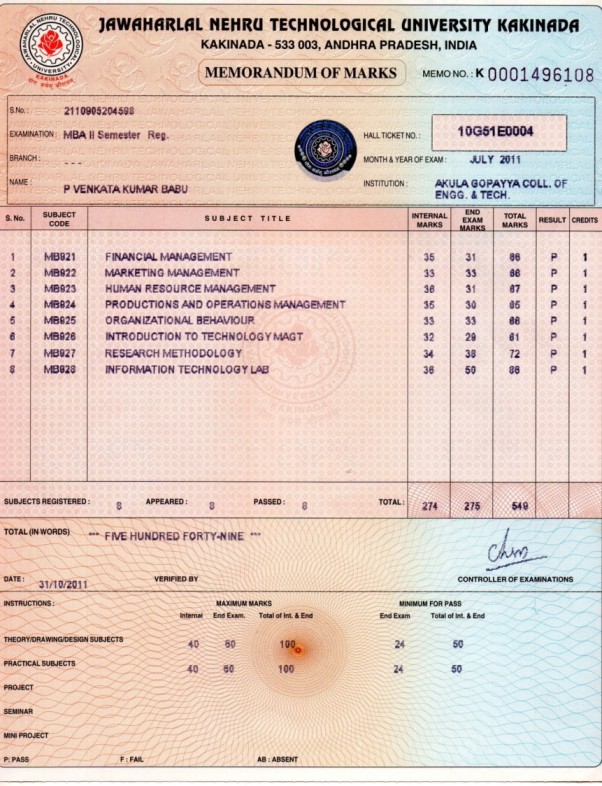 JAWAHARLAL NEHRU TECHNOLOGICAL UNIVERSITY KAKINADA
KAKINADA - 533 003, ANDHRA PRADESH, INDIA
MEMORANDUM OF MARKS MEMO NO. : K 0001496108
S.No.: 2110905204598
EXAMINATION: MBA II Semester Reg. HALL TICKET NO. : 10G51E0004
BRANCH: --- MONTH & YEAR OF EXAM : JULY 2011
NAME : P VENKATA KUMAR BABU INSTITUTION : AKULA GOPAYYA COLL. OF
ENGG. & TECH.
S. No. SUBJECT CODE SUBJECT TITLE INTERNAL MARKS END EXAM MARKS TOTAL MARKS RESULT CREDITS
1 MB921 FINANCIAL MANAGEMENT 35 31 66 P 1
2 MB922 MARKETING MANAGEMENT 33 33 66 P 1
3 MB923 HUMAN RESOURCE MANAGEMENT 36 31 67 P 1
4 MB924 PRODUCTIONS AND OPERATIONS MANAGEMENT 35 30 65 P 1
5 MB925 ORGANIZATIONAL BEHAVIOUR 33 33 66 P 1
6 MB926 INTRODUCTION TO TECHNOLOGY MAGT 32 29 61 P 1
7 MB927 RESEARCH METHODOLOGY 34 38 72 P 1
8 MB928 INFORMATION TECHNOLOGY LAB 36 50 86 P 1
SUBJECTS REGISTERED : 8 APPEARED : 8 PASSED : 8 TOTAL : 274 275 549
TOTAL (IN WORDS) *** FIVE HUNDRED FORTY-NINE ***
DATE : 31/10/2011 VERIFIED BY CONTROLLER OF EXAMINATIONS
INSTRUCTIONS : MAXIMUM MARKS MINIMUM FOR PASS
Internal End Exam. Total of Int. & End End Exam Total of Int. & End
THEORY/DRAWING/DESIGN SUBJECTS 40 60 100 24 50
PRACTICAL SUBJECTS 40 60 100 24 50
PROJECT
SEMINAR
MINI PROJECT
P: PASS F : FAIL AB : ABSENT